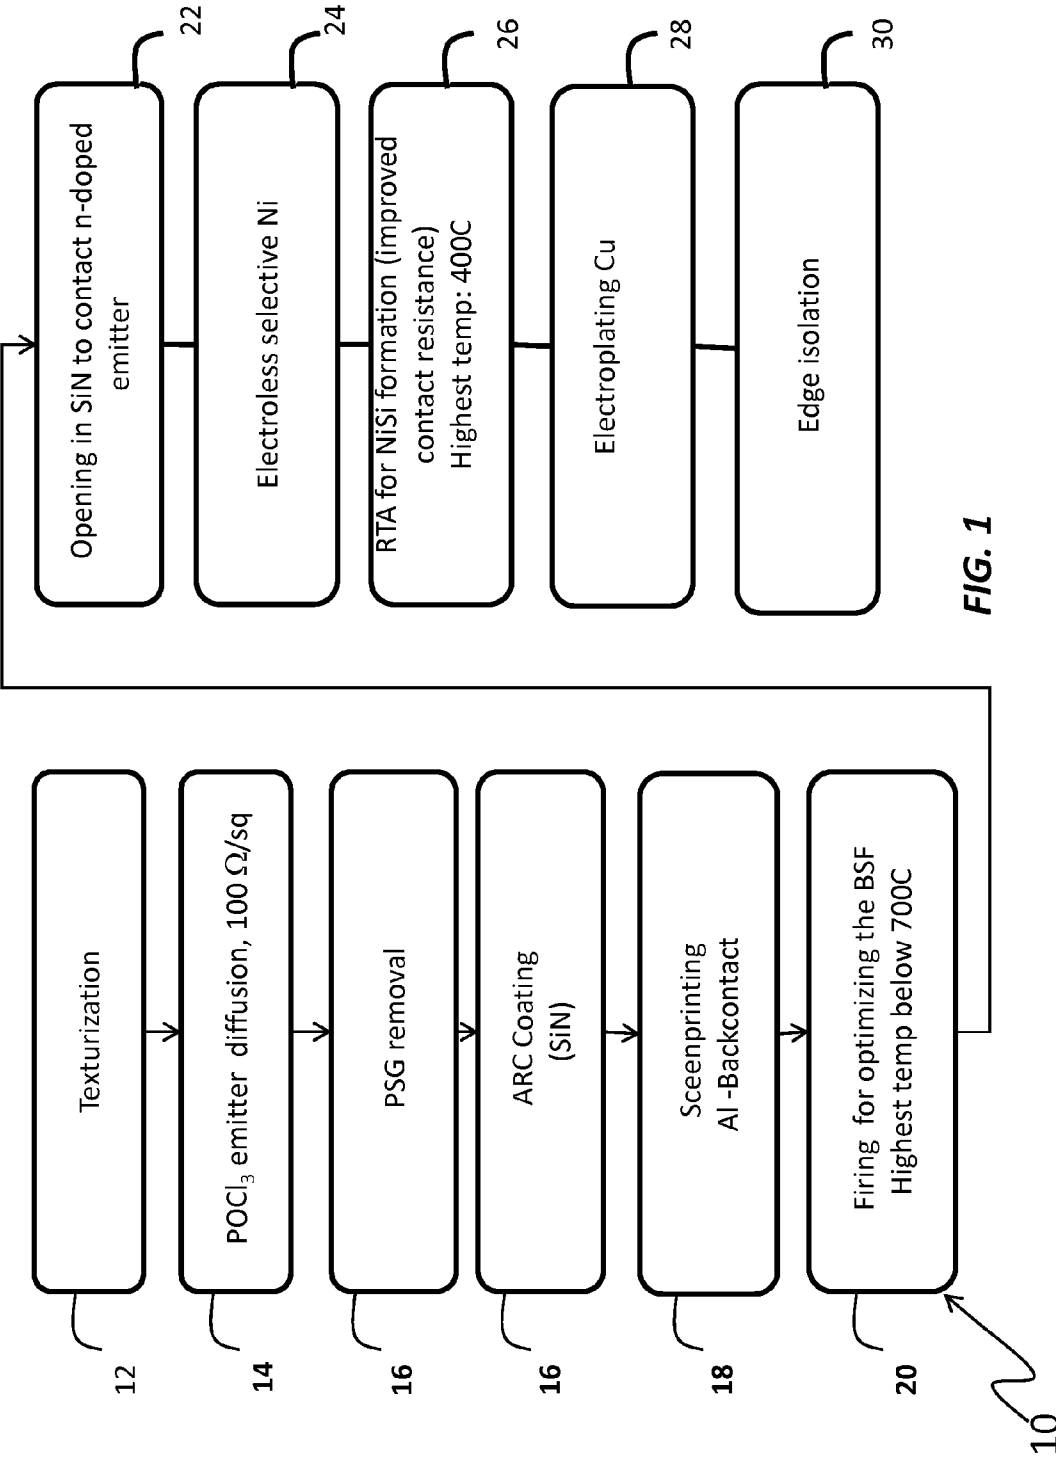 Texturization
12
POCl₃ emitter diffusion, 100 Ω/sq
14
PSG removal
16
ARC Coating
(SiN)
16
Sceenprinting
Al -Backcontact
18
Firing for optimizing the BSF
Highest temp below 700C
20
10
Opening in SiN to contact n-doped
emitter
22
Electroless selective Ni
24
RTA for NiSi formation (improved
contact resistance)
Highest temp: 400C
26
Electroplating Cu
28
Edge isolation
30
FIG. 1